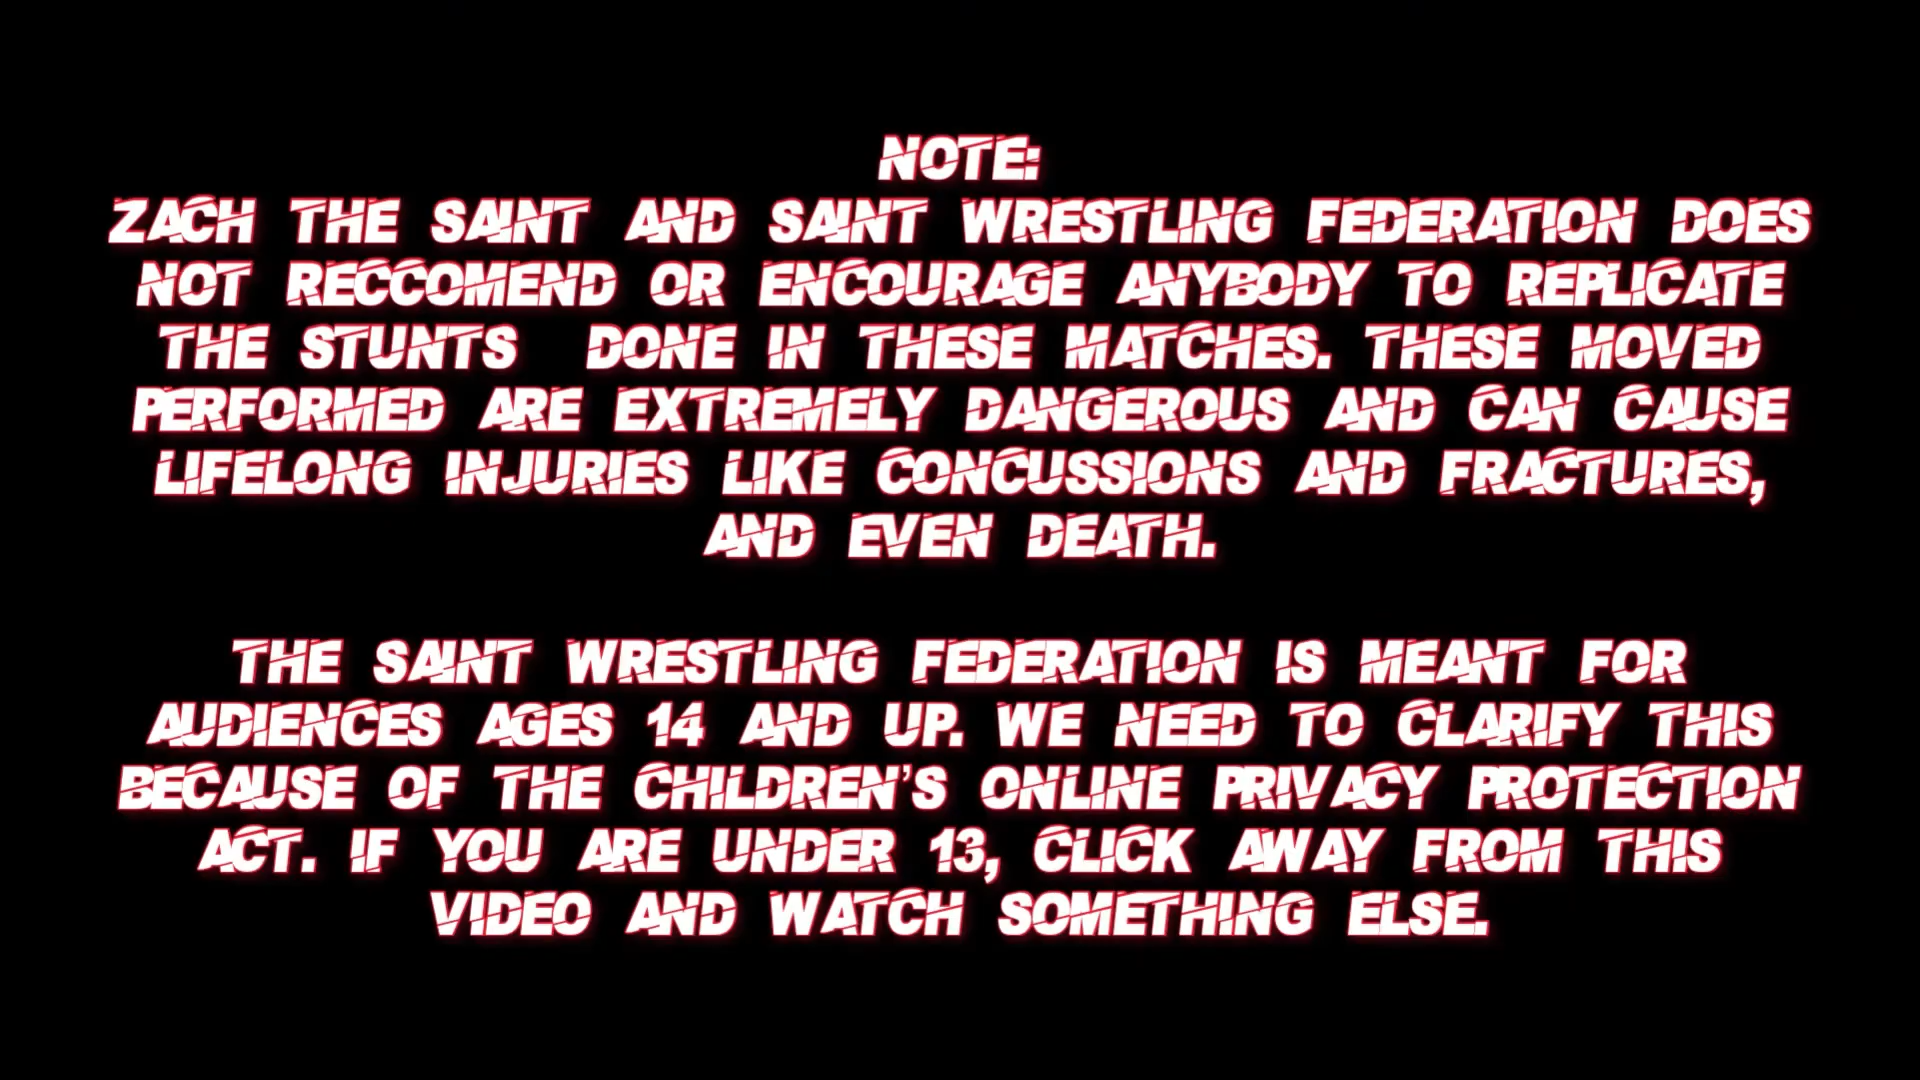 NOTE:
ZACH THE SAINT AND SAINT WRESTLING FEDERATION DOES
NOT RECCOMEND OR ENCOURAGE ANYBODY TO REPLICATE
THE STUNTS DONE IN THESE MATCHES. THESE MOVED
PERFORMED ARE EXTREMELY DANGEROUS AND CAN CAUSE
LIFELONG INJURIES LIKE CONCUSSIONS AND FRACTURES,
AND EVEN DEATH.
THE SAINT WRESTLING FEDERATION IS MEANT FOR
AUDIENCES AGES 14 AND UP. WE NEED TO CLARIFY THIS
BECAUSE OF THE CHILDREN'S ONLINE PRIVACY PROTECTION
ACT. IF YOU ARE UNDER 13, CLICK AWAY FROM THIS
VIDEO AND WATCH SOMETHING ELSE.